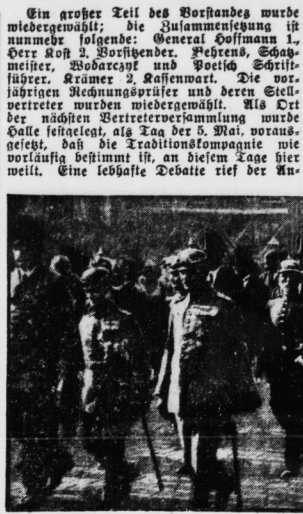 Ein großer Teil des Vorstandes wurde
wiedergewählt; die Zusammensetzung ist
nunmehr folgende: General Hoffmann 1.,
Herr Kost 2. Vorsitzender. Behrens, Schatz-
meister, Wodarczyk und Poetsch Schrift-
führer. Krämer 2. Kassenwart. Die vor-
jährigen Rechnungsprüfer und deren Stell-
vertreter wurden wiedergewählt. Als Ort
der nächsten Vertreterversammlung wurde
Halle festgelegt, als Tag der 5. Mai, voraus-
gesetzt, daß die Traditionskompagnie wie
vorläufig bestimmt ist, an diesem Tage hier
weilt. Eine lebhafte Debatte rief der An-